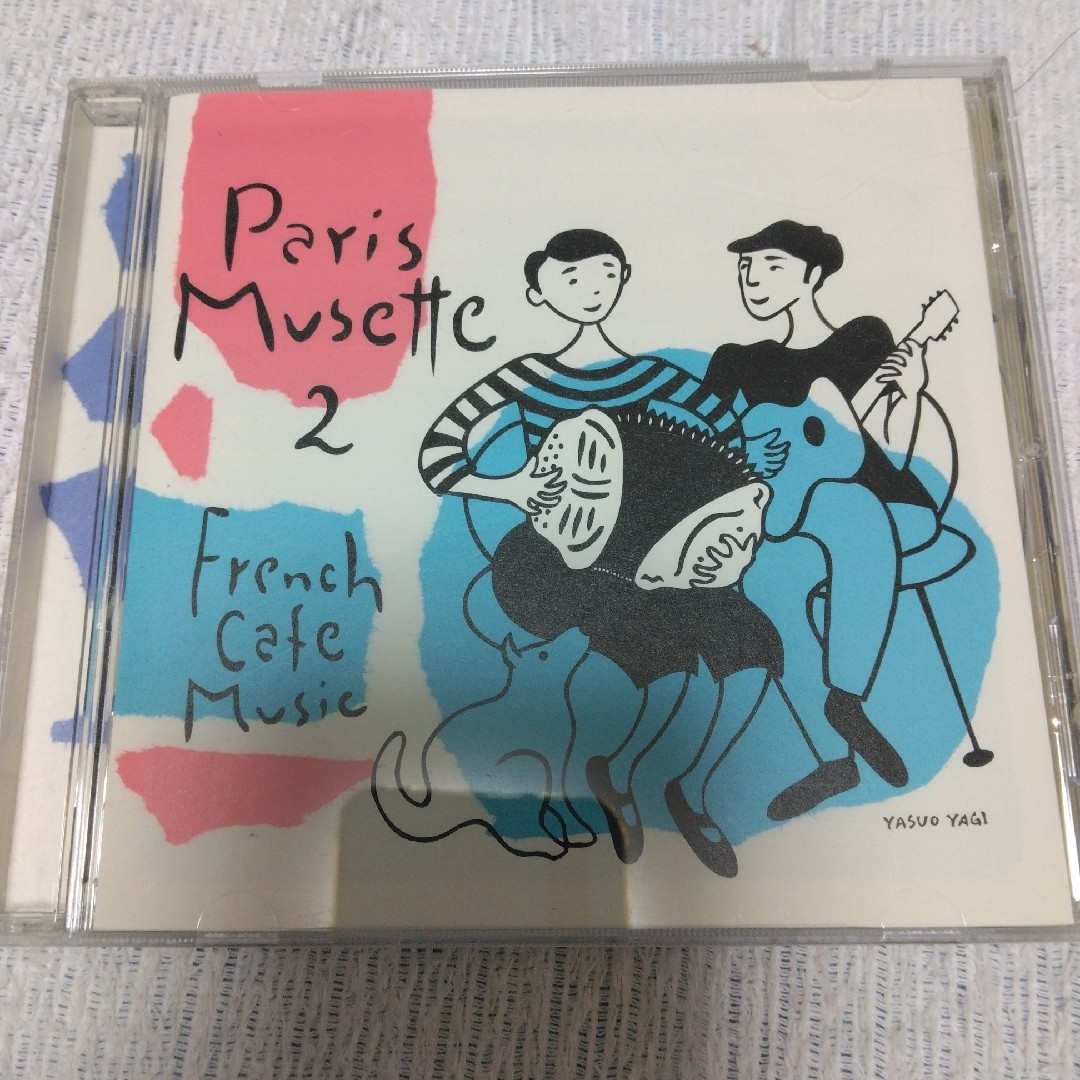 Paris
Musette
2
French
Cafe
Music
YASUO YAGI